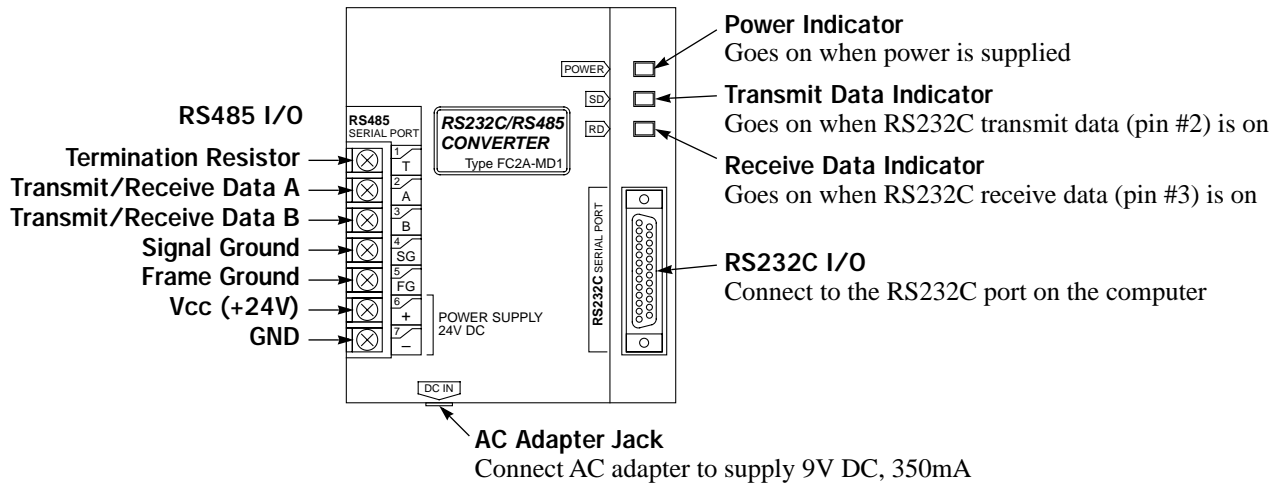 Power Indicator
Goes on when power is supplied
POWER
SD
Transmit Data Indicator
Goes on when RS232C transmit data (pin #2) is on
RD
Receive Data Indicator
Goes on when RS232C receive data (pin #3) is on
RS485 I/O
RS485
SERIAL PORT
RS232C/RS485
CONVERTER
Type FC2A-MD1
Termination Resistor
1
T
Transmit/Receive Data A
2
A
Transmit/Receive Data B
3
B
Signal Ground
4
SG
Frame Ground
5
FG
Vcc (+24V)
6
+
GND
7
–
POWER SUPPLY
24V DC
RS232C SERIAL PORT
RS232C I/O
Connect to the RS232C port on the computer
DC IN
AC Adapter Jack
Connect AC adapter to supply 9V DC, 350mA